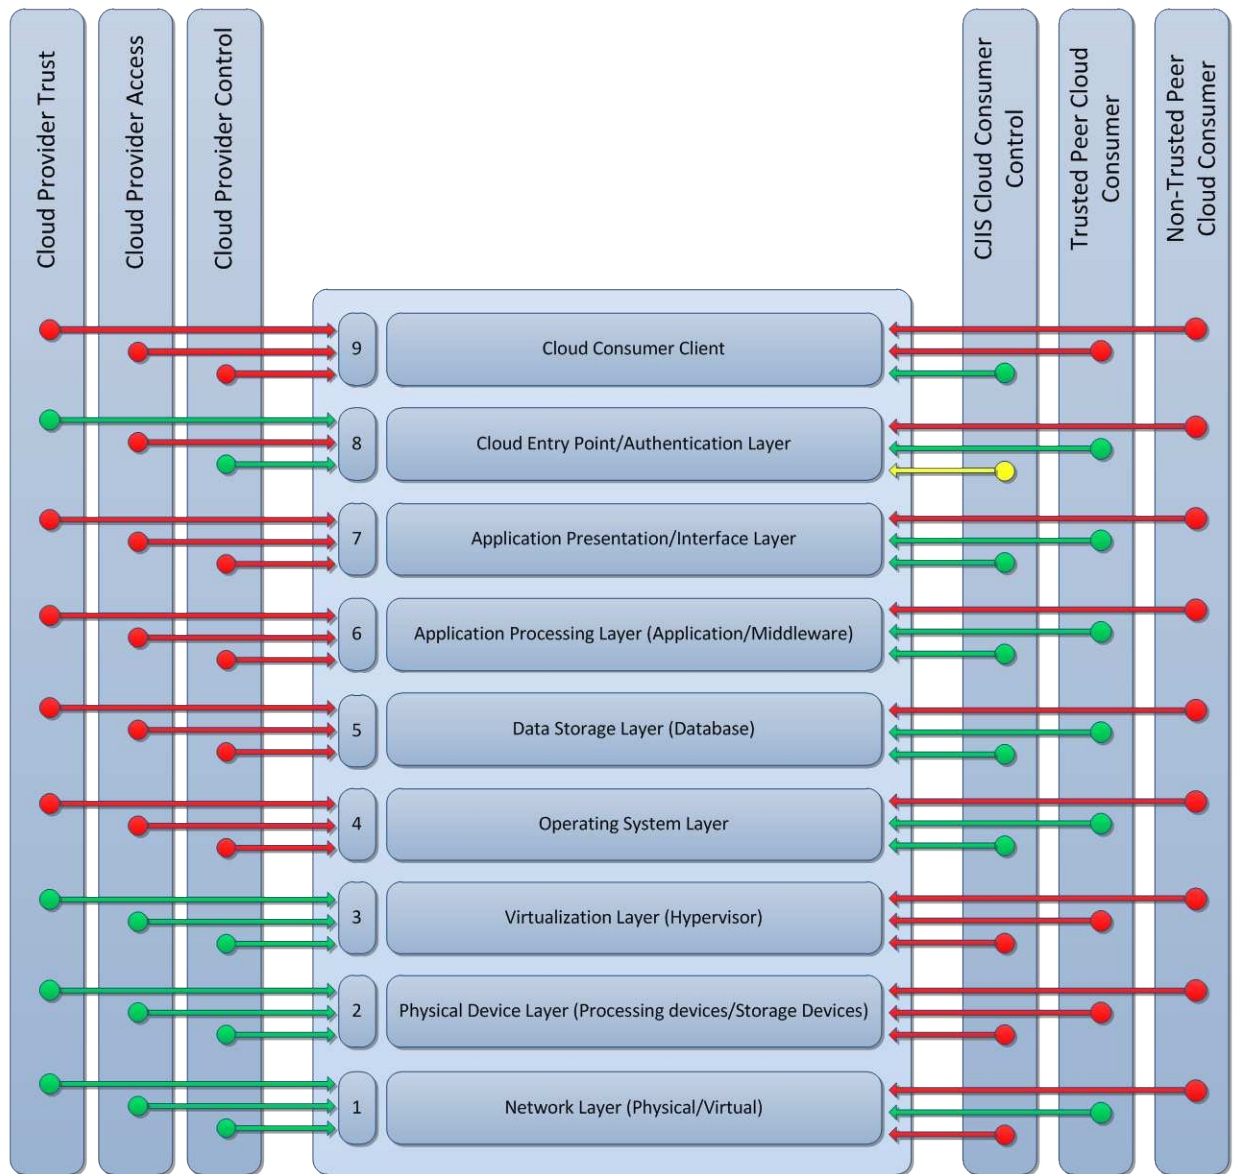 Cloud Provider Trust
Cloud Provider Access
Cloud Provider Control
CJIS Cloud Consumer
Control
Trusted Peer Cloud
Consumer
Non-Trusted Peer
Cloud Consumer
9
Cloud Consumer Client
8
Cloud Entry Point/Authentication Layer
7
Application Presentation/Interface Layer
6
Application Processing Layer (Application/Middleware)
5
Data Storage Layer (Database)
4
Operating System Layer
3
Virtualization Layer (Hypervisor)
2
Physical Device Layer (Processing devices/Storage Devices)
1
Network Layer (Physical/Virtual)